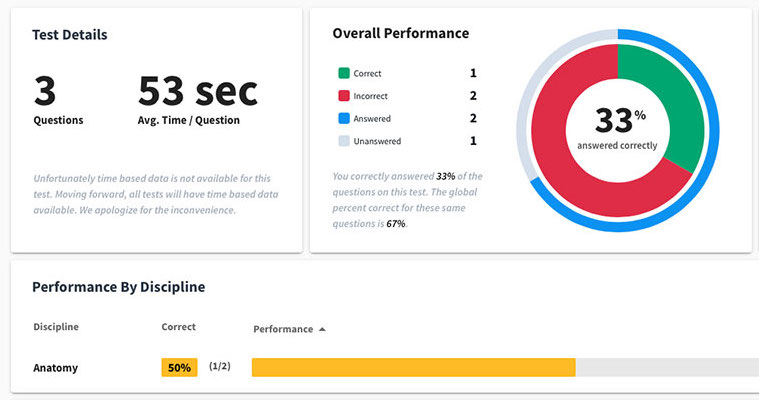 Test Details
3
Questions
53 sec
Avg. Time / Question
Unfortunately time based data is not available for this
test. Moving forward, all tests will have time based data
available. We apologize for the inconvenience.
Overall Performance
Correct 1
Incorrect 2
Answered 2
Unanswered 1
You correctly answered 33% of the
questions on this test. The global
percent correct for these same
questions is 67%.
33%
answered correctly
Performance By Discipline
Discipline Correct Performance
Anatomy 50% (1/2)